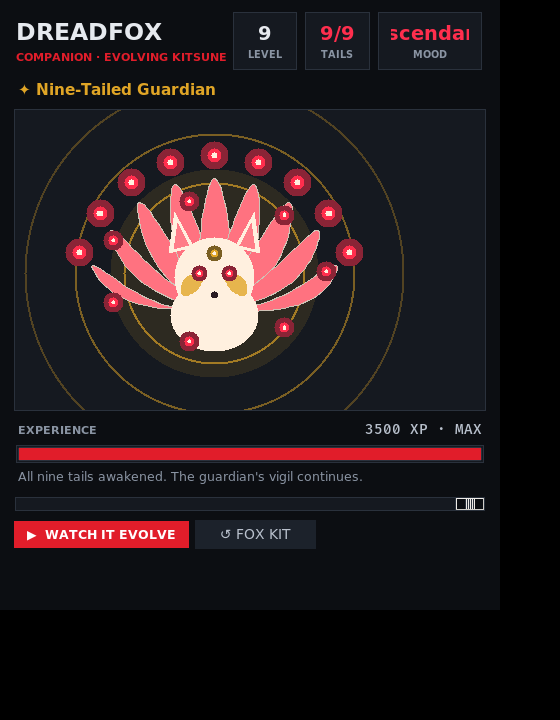 DREADFOX
COMPANION · EVOLVING KITSUNE
9
LEVEL
9/9
TAILS
scenda
MOOD
✦ Nine-Tailed Guardian
EXPERIENCE
3500 XP · MAX
All nine tails awakened. The guardian's vigil continues.
▶ WATCH IT EVOLVE
↺ FOX KIT